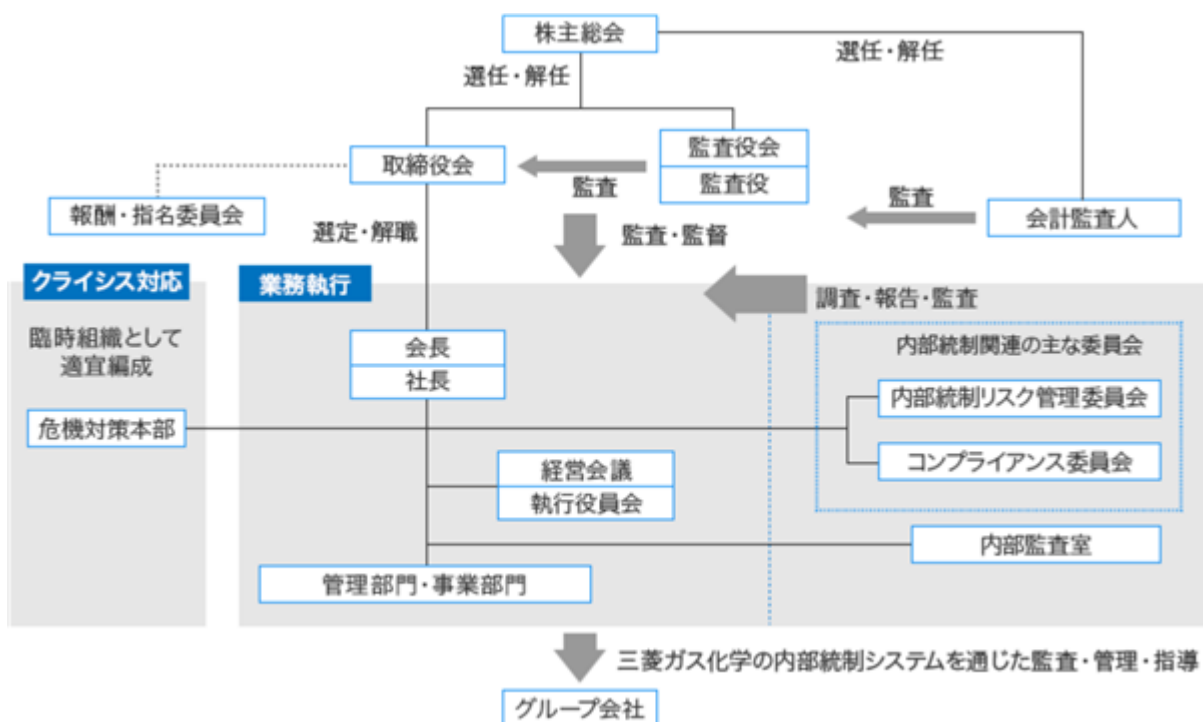 株主総会
選任・解任
選任・解任
取締役会
監査役会
監査役
監査
報酬・指名委員会
選定・解職
監査・監督
監査
会計監査人
クライシス対応
業務執行
調査・報告・監査
臨時組織として
適宜編成
会長
社長
内部統制関連の主な委員会
内部統制リスク管理委員会
危機対策本部
コンプライアンス委員会
経営会議
執行役員会
内部監査室
管理部門・事業部門
三菱ガス化学の内部統制システムを通じた監査・管理・指導
グループ会社